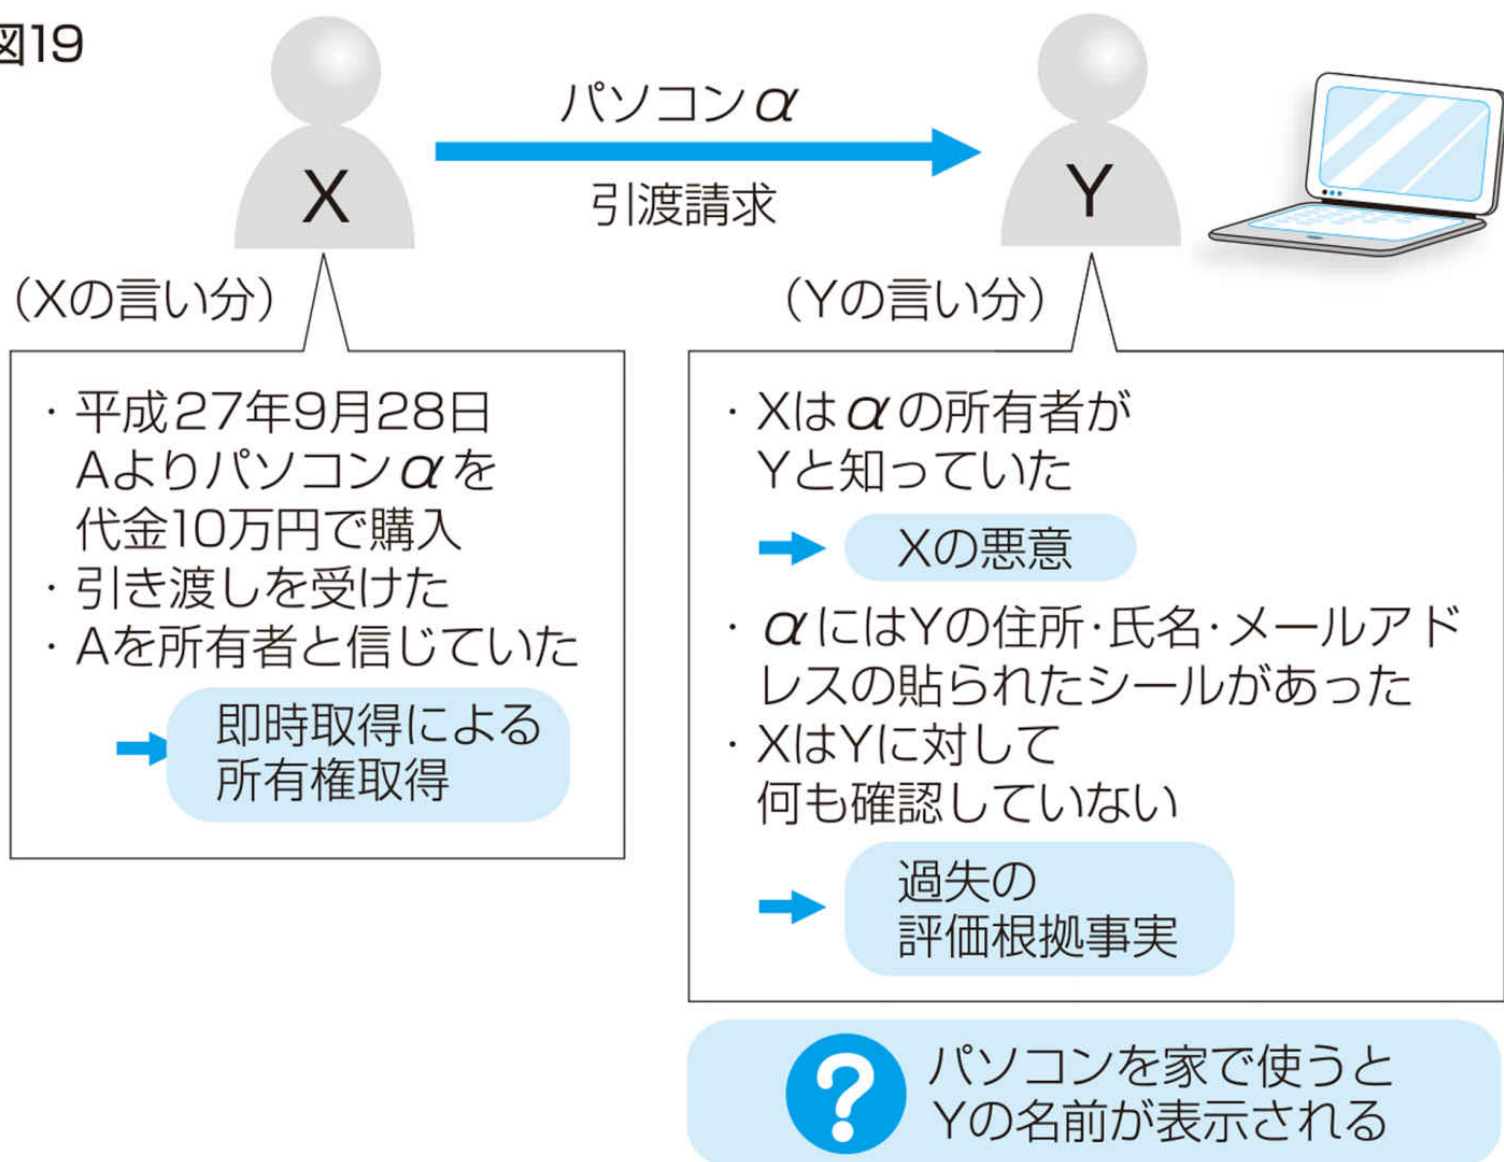 図19
パソコンα
引渡請求
X
Y
(Xの言い分)
(Yの言い分)
・平成27年9月28日
Aよりパソコンαを
代金10万円で購入
・引き渡しを受けた
・Aを所有者と信じていた
即時取得による
所有権取得
・Xはαの所有者が
Yと知っていた
Xの悪意
・αにはYの住所・氏名・メールアド
レスの貼られたシールがあった
・XはYに対して
何も確認していない
過失の
評価根拠事実
?
パソコンを家で使うと
Yの名前が表示される